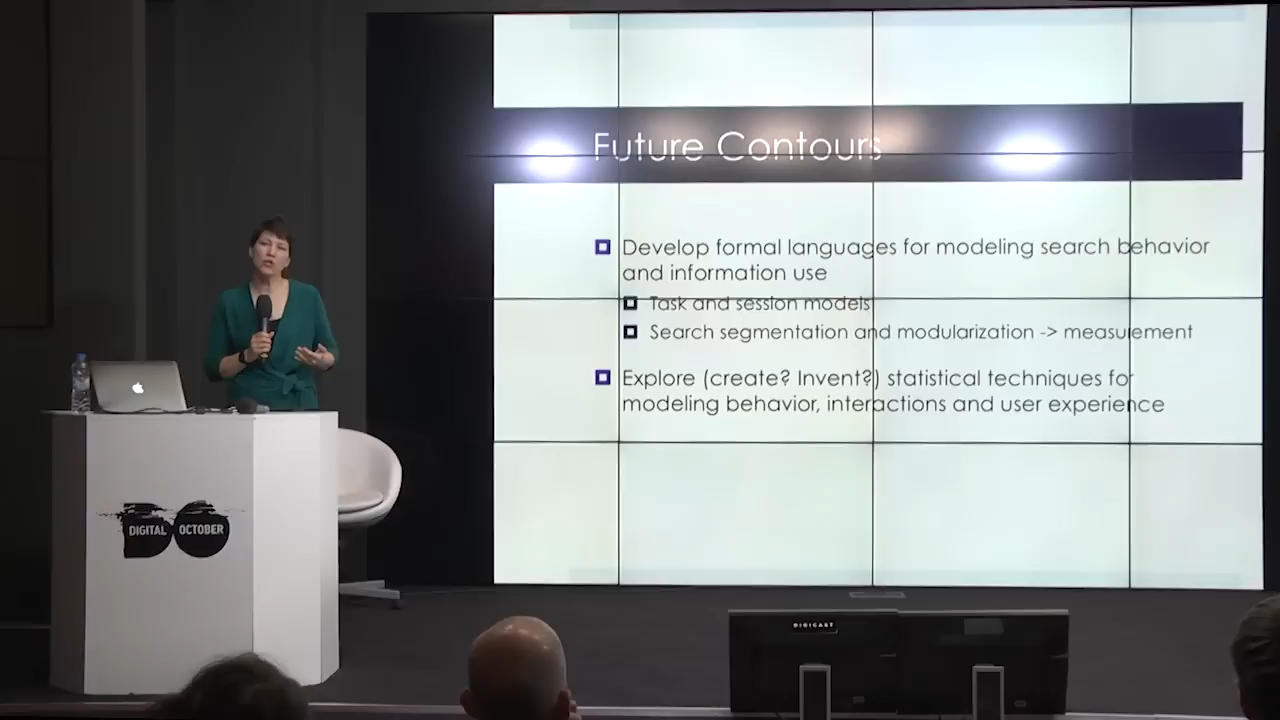 Future Contours
Develop formal languages for modeling search behavior
and information use
Task and session models
Search segmentation and modularization -> measurement
Explore (create? Invent?) statistical techniques for
modeling behavior, interactions and user experience
DIGITAL OCTOBER
DIGICAST